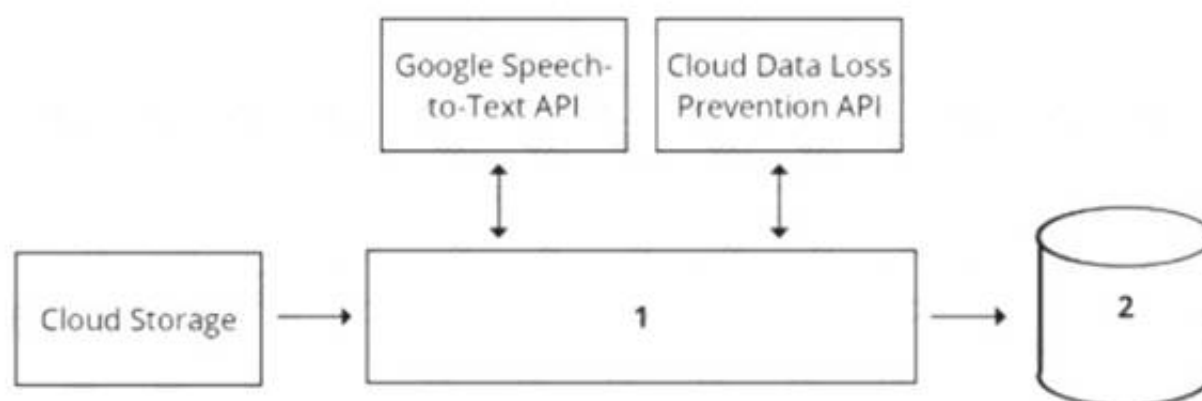 Google Speech-
to-Text API
Cloud Data Loss
Prevention API
Cloud Storage
1
2